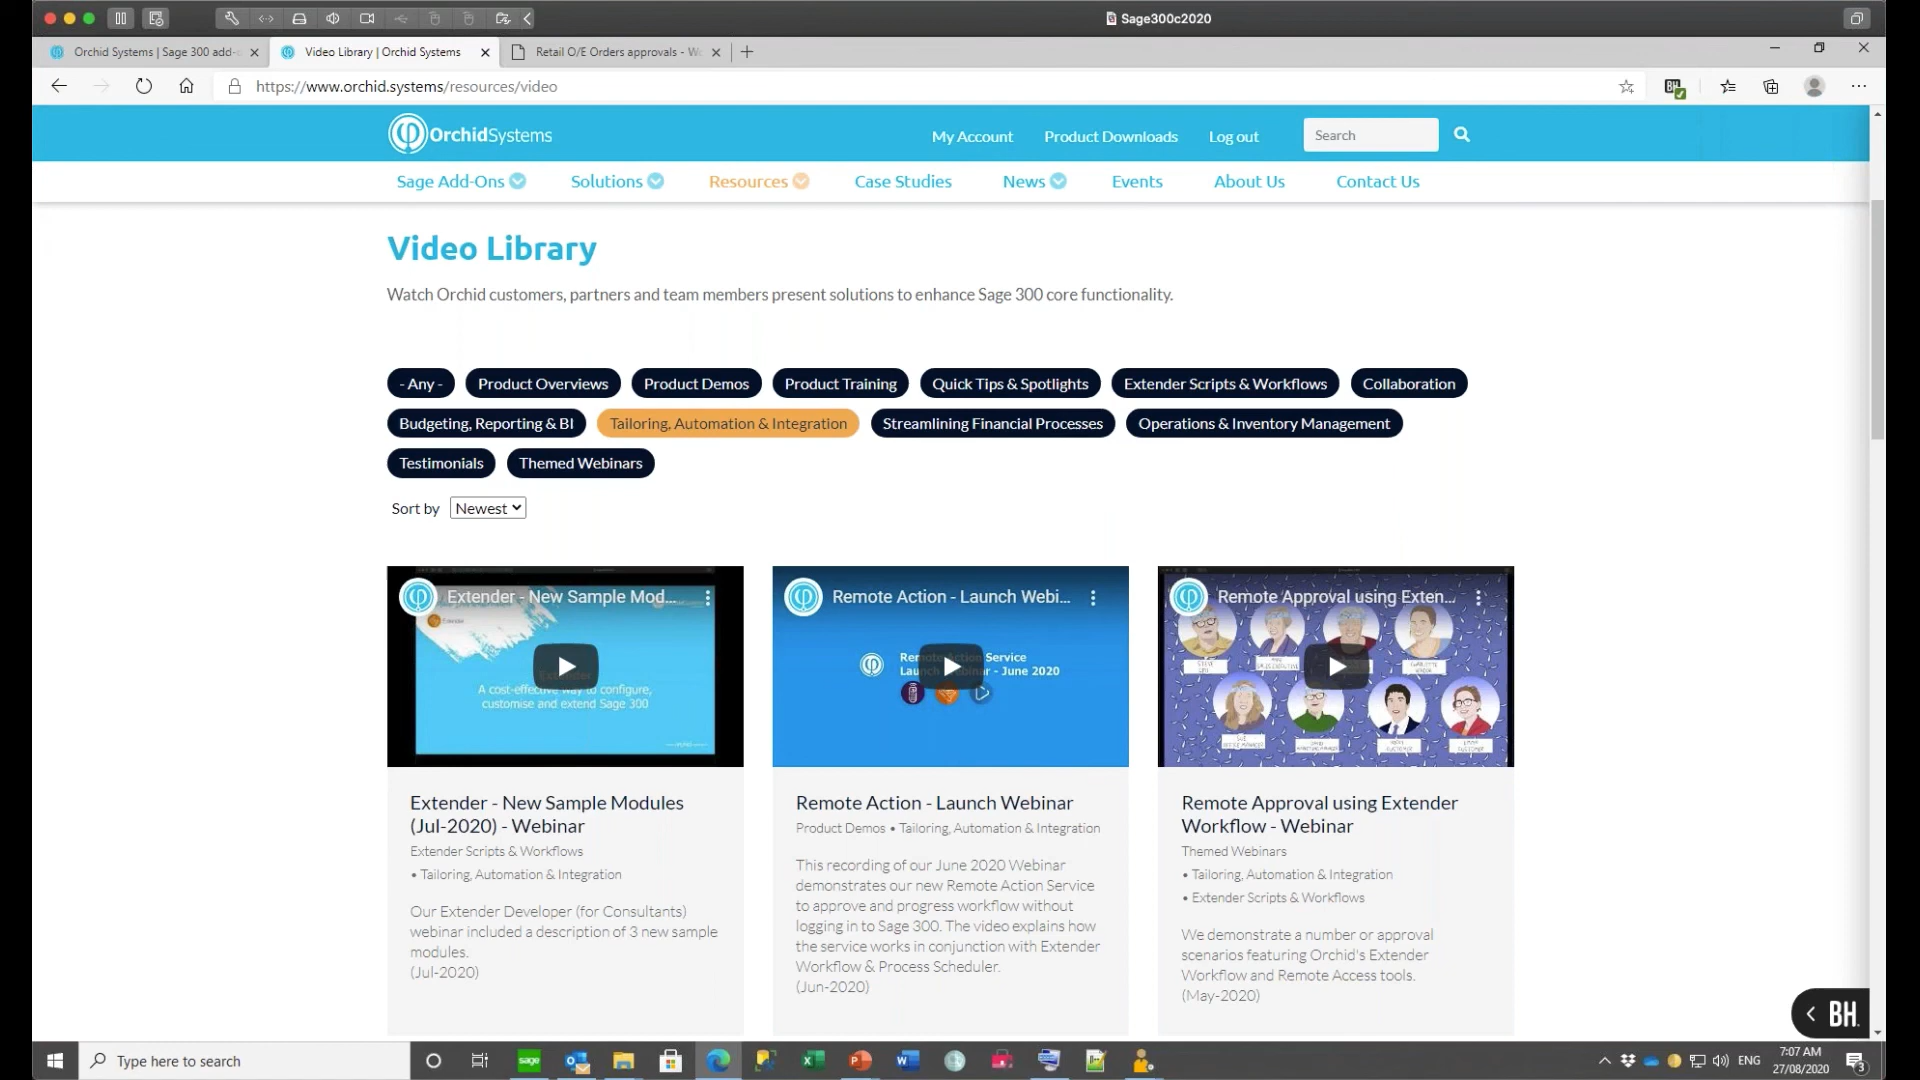 Sage300c2020
Orchid Systems | Sage 300 add-
Video Library | Orchid Systems
Retail O/E Orders approvals - Wo
https://www.orchid.systems/resources/video
BH
OrchidSystems
My Account
Product Downloads
Log out
Search
Sage Add-Ons
Solutions
Resources
Case Studies
News
Events
About Us
Contact Us
Video Library
Watch Orchid customers, partners and team members present solutions to enhance Sage 300 core functionality.
- Any -
Product Overviews
Product Demos
Product Training
Quick Tips & Spotlights
Extender Scripts & Workflows
Collaboration
Budgeting, Reporting & BI
Tailoring, Automation & Integration
Streamlining Financial Processes
Operations & Inventory Management
Testimonials
Themed Webinars
Sort by Newest
Extender - New Sample Mod...
A cost-effective way to configure,
customise and extend Sage 300
Extender - New Sample Modules
(Jul-2020) - Webinar
Extender Scripts & Workflows
• Tailoring, Automation & Integration
Our Extender Developer (for Consultants)
webinar included a description of 3 new sample
modules.
(Jul-2020)
Remote Action - Launch Webi...
Remote Action Service
Launch Webinar - June 2020
Remote Action - Launch Webinar
Product Demos • Tailoring, Automation & Integration
This recording of our June 2020 Webinar
demonstrates our new Remote Action Service
to approve and progress workflow without
logging in to Sage 300. The video explains how
the service works in conjunction with Extender
Workflow & Process Scheduler.
(Jun-2020)
Remote Approval using Exten...
Remote Approval using Extender
Workflow - Webinar
Themed Webinars
• Tailoring, Automation & Integration
• Extender Scripts & Workflows
We demonstrate a number or approval
scenarios featuring Orchid's Extender
Workflow and Remote Access tools.
(May-2020)
BH.
Type here to search
sage
ENG
7:07 AM
27/08/2020
3